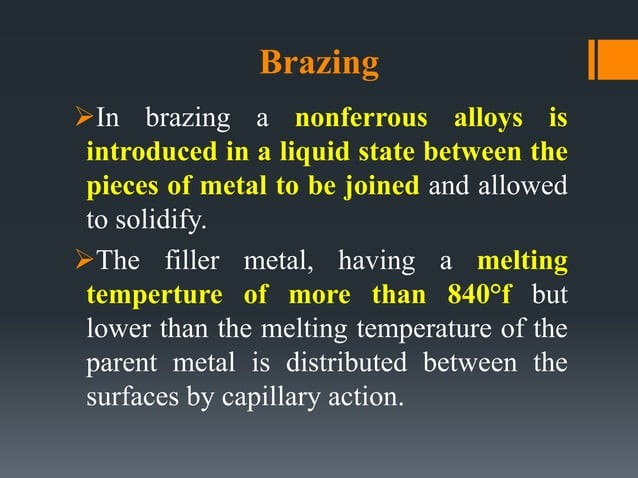 Brazing
➢In brazing a nonferrous alloys is
introduced in a liquid state between the
pieces of metal to be joined and allowed
to solidify.
➢The filler metal, having a melting
temperture of more than 840°f but
lower than the melting temperature of the
parent metal is distributed between the
surfaces by capillary action.